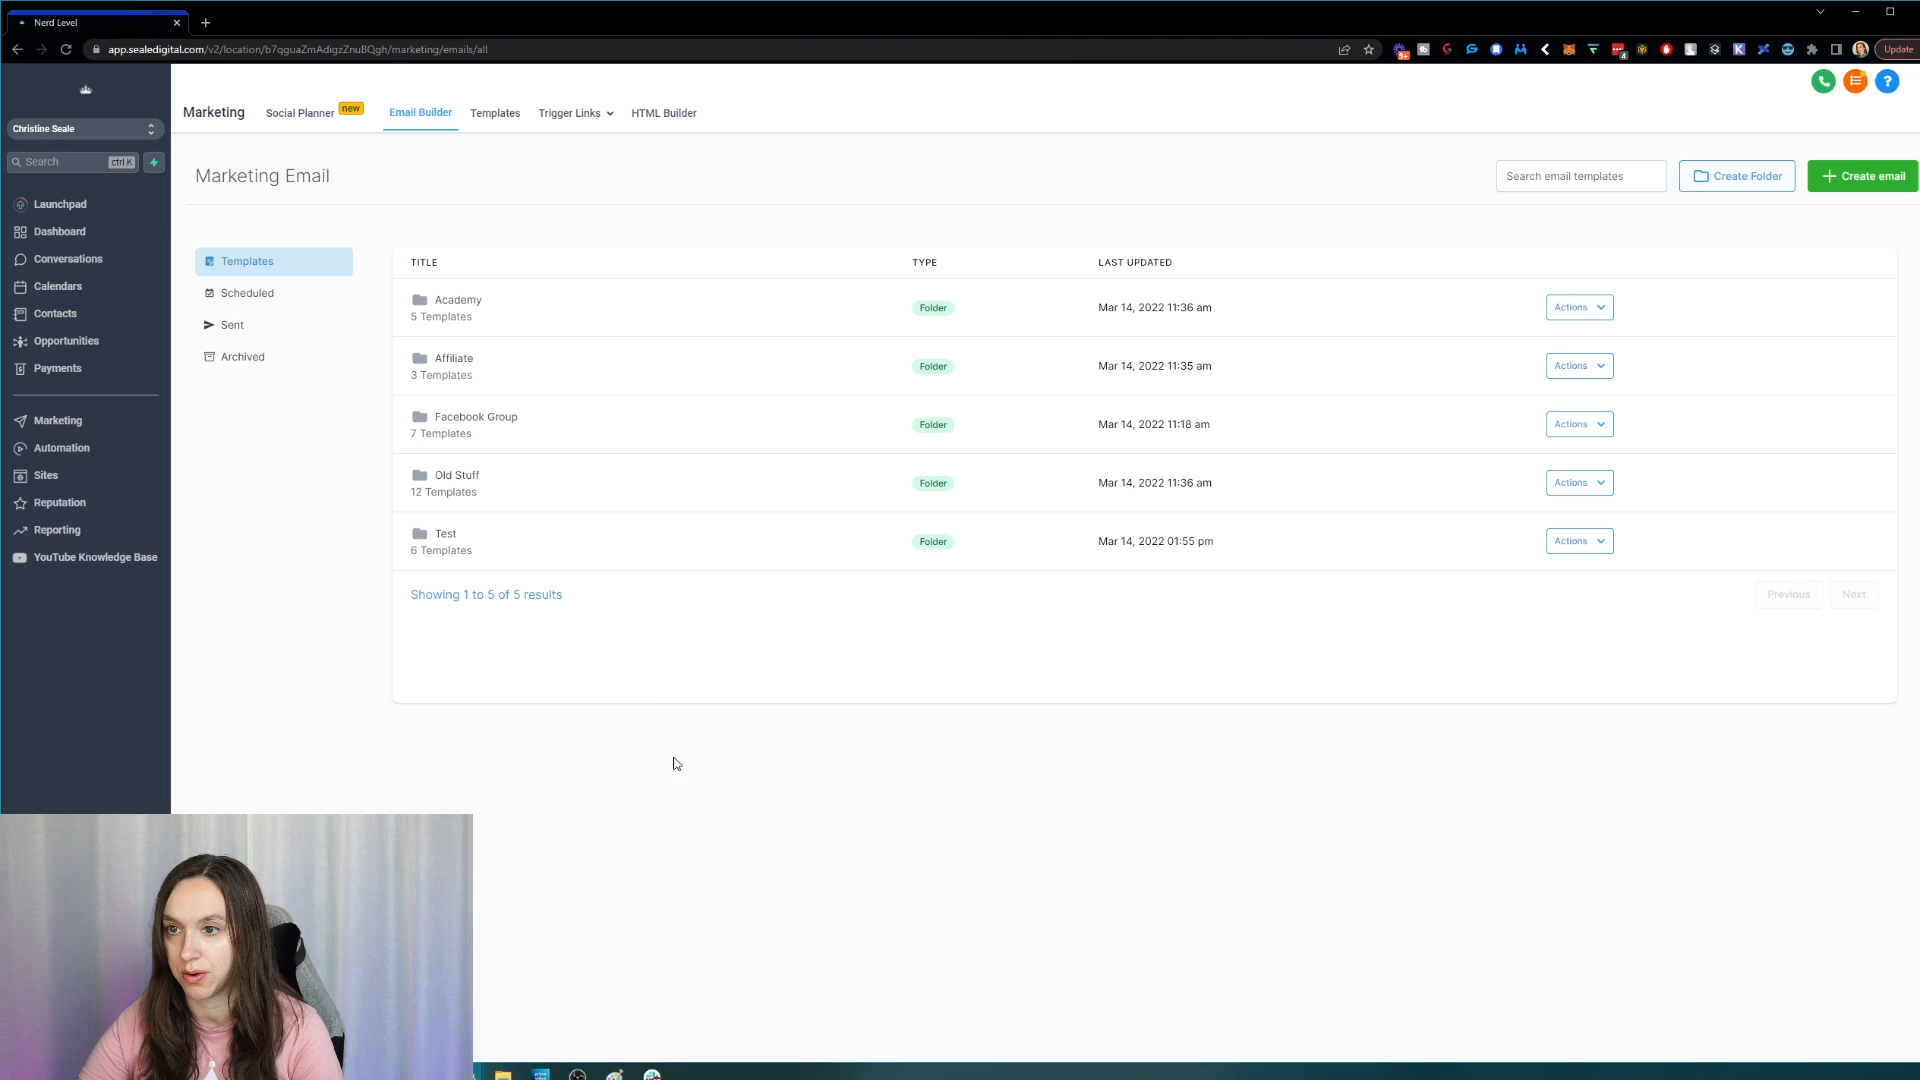 Nerd Level
app.sealedigital.com/v2/location/b7qguaZmAdigzZnuBQgh/marketing/emails/all
Update
Christine Seale
Search
ctrl K
Launchpad
Dashboard
Conversations
Calendars
Contacts
Opportunities
Payments
Marketing
Automation
Sites
Reputation
Reporting
YouTube Knowledge Base
Marketing
Social Planner
new
Email Builder
Templates
Trigger Links
HTML Builder
Marketing Email
Search email templates
Create Folder
Create email
Templates
Scheduled
Sent
Archived
TITLE TYPE LAST UPDATED
Academy
5 Templates
Folder
Mar 14, 2022 11:36 am
Actions
Affiliate
3 Templates
Folder
Mar 14, 2022 11:35 am
Actions
Facebook Group
7 Templates
Folder
Mar 14, 2022 11:18 am
Actions
Old Stuff
12 Templates
Folder
Mar 14, 2022 11:36 am
Actions
Test
6 Templates
Folder
Mar 14, 2022 01:55 pm
Actions
Showing 1 to 5 of 5 results
Previous
Next